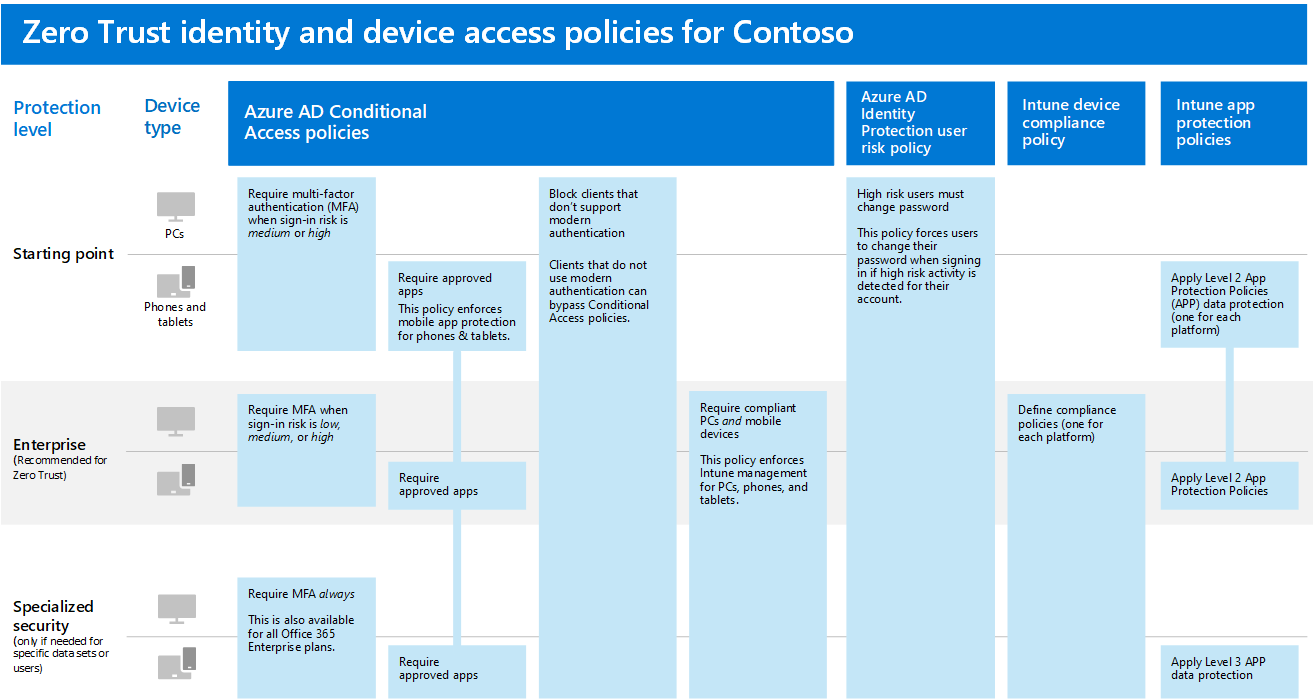 Zero Trust identity and device access policies for Contoso
Protection
level
Device
type
Azure AD Conditional
Access policies
Azure AD
Identity
Protection user
risk policy
Intune device
compliance
policy
Intune app
protection
policies
Starting point
PCs
Phones and
tablets
Require multi-factor
authentication (MFA)
when sign-in risk is
medium or high
Require approved
apps
This policy enforces
mobile app protection
for phones & tablets.
Block clients that
don't support
modern
authentication
Clients that do not
use modern
authentication can
bypass Conditional
Access policies.
High risk users must
change password
This policy forces users
to change their
password when signing
in if high risk activity is
detected for their
account.
Apply Level 2 App
Protection Policies
(APP) data protection
(one for each
platform)
Enterprise
(Recommended for
Zero Trust)
Require MFA when
sign-in risk is low,
medium, or high
Require
approved apps
Require compliant
PCs and mobile
devices
This policy enforces
Intune management
for PCs, phones, and
tablets.
Define compliance
policies (one for
each platform)
Apply Level 2 App
Protection Policies
Specialized
security
(only if needed for
specific data sets or
users)
Require MFA always
This is also available
for all Office 365
Enterprise plans.
Require
approved apps
Apply Level 3 APP
data protection